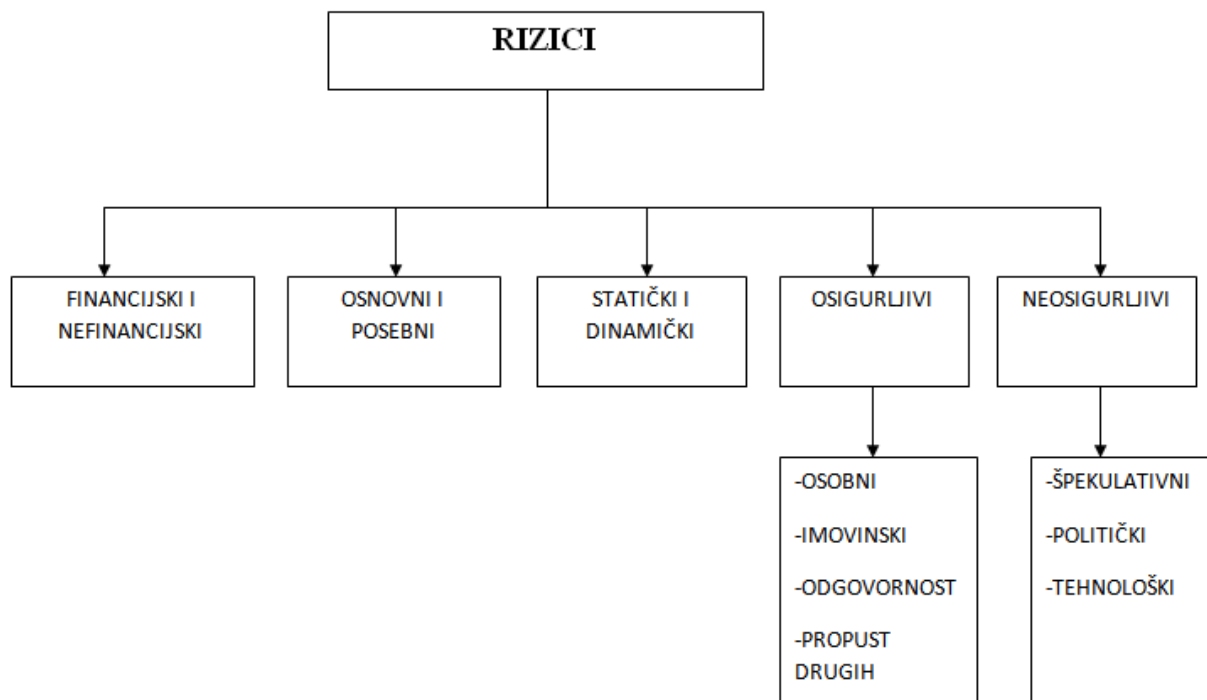 RIZICI
FINANCIJSKI I
NEFINANCIJSKI
OSNOVNI I
POSEBNI
STATIČKI I
DINAMIČKI
OSIGURLJIVI
NEOSIGURLJIVI
-OSOBNI
-IMOVINSKI
-ODGOVORNOST
-PROPUST
DRUGIH
-ŠPEKULATIVNI
-POLITIČKI
-TEHNOLOŠKI